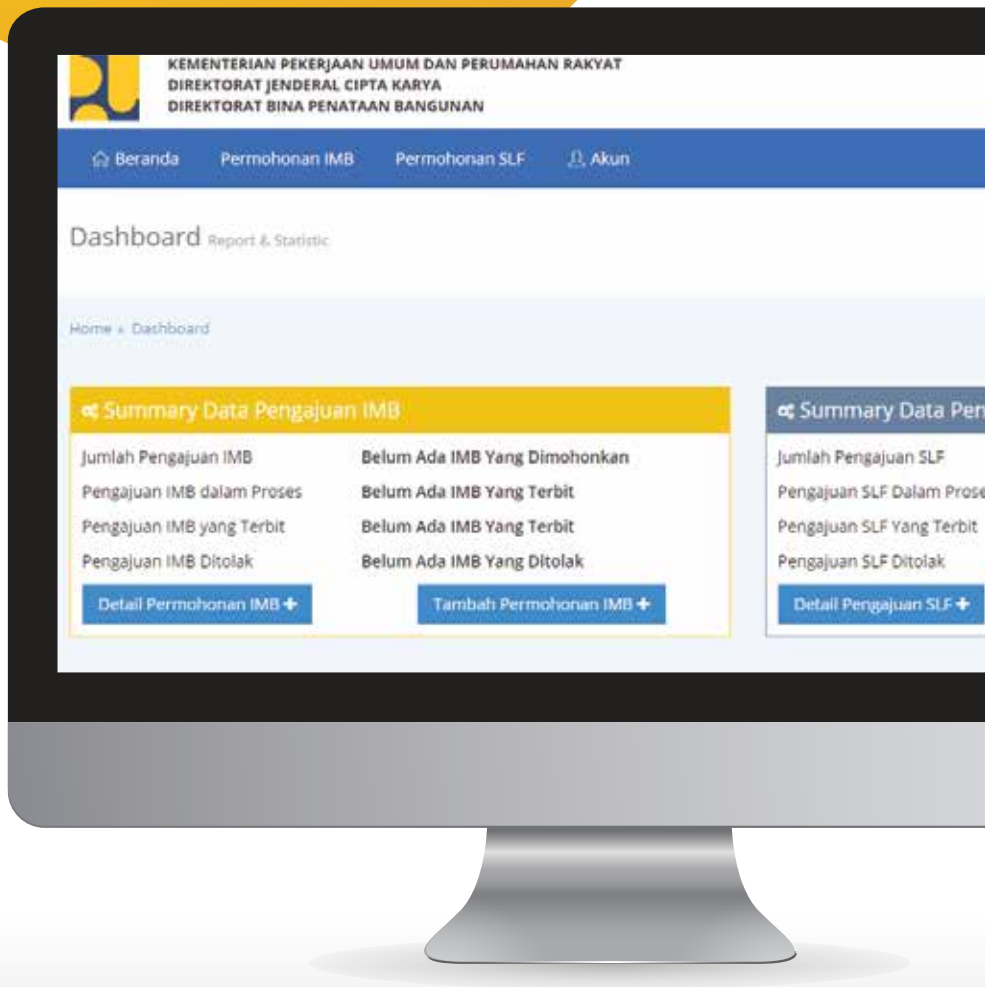 KEMENTERIAN PEKERJAAN UMUM DAN PERUMAHAN RAKYAT
DIREKTORAT JENDERAL CIPTA KARYA
DIREKTORAT BINA PENATAAN BANGUNAN
Beranda Permohonan IMB Permohonan SLF Akun
Dashboard Report & Statistic
Home » Dashboard
Summary Data Pengajuan IMB
Jumlah Pengajuan IMB Belum Ada IMB Yang Dimohonkan
Pengajuan IMB dalam Proses Belum Ada IMB Yang Terbit
Pengajuan IMB yang Terbit Belum Ada IMB Yang Terbit
Pengajuan IMB Ditolak Belum Ada IMB Yang Ditolak
Detail Permohonan IMB + Tambah Permohonan IMB +
Summary Data Pen
Jumlah Pengajuan SLF
Pengajuan SLF Dalam Prose
Pengajuan SLF Yang Terbit
Pengajuan SLF Ditolak
Detail Pengajuan SLF +